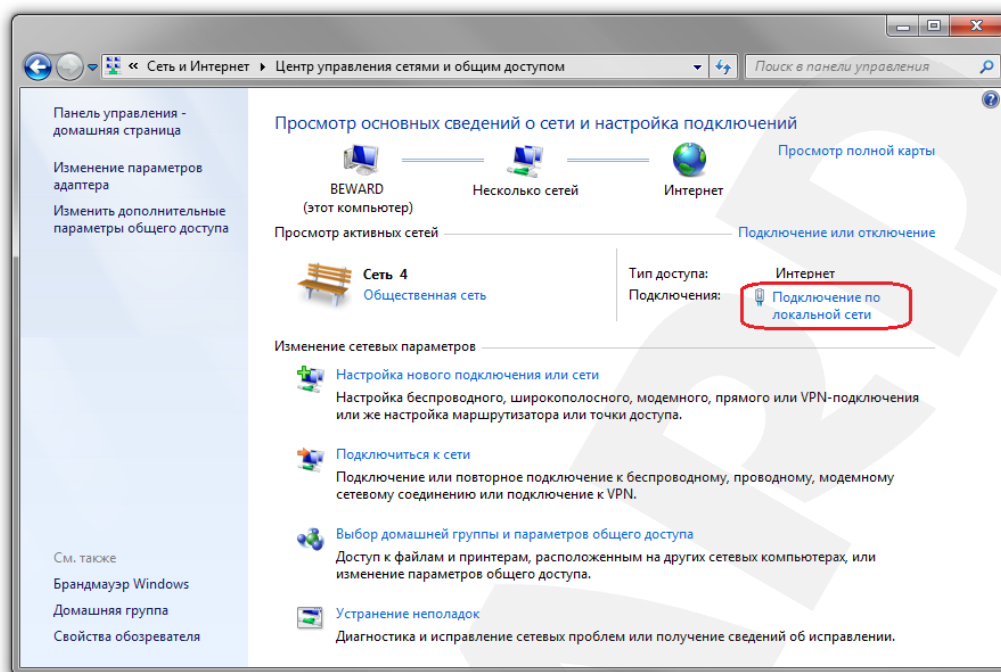 « Сеть и Интернет ▸ Центр управления сетями и общим доступом
Поиск в панели управления
Панель управления -
домашняя страница
Изменение параметров
адаптера
Изменить дополнительные
параметры общего доступа
Просмотр основных сведений о сети и настройка подключений
Просмотр полной карты
BEWARD
(этот компьютер)
Несколько сетей
Интернет
Просмотр активных сетей
Подключение или отключение
Сеть 4
Общественная сеть
Тип доступа: Интернет
Подключения: Подключение по
локальной сети
Изменение сетевых параметров
Настройка нового подключения или сети
Настройка беспроводного, широкополосного, модемного, прямого или VPN-подключения
или же настройка маршрутизатора или точки доступа.
Подключиться к сети
Подключение или повторное подключение к беспроводному, проводному, модемному
сетевому соединению или подключение к VPN.
Выбор домашней группы и параметров общего доступа
Доступ к файлам и принтерам, расположенным на других сетевых компьютерах, или
изменение параметров общего доступа.
Устранение неполадок
Диагностика и исправление сетевых проблем или получение сведений об исправлении.
См. также
Брандмауэр Windows
Домашняя группа
Свойства обозревателя